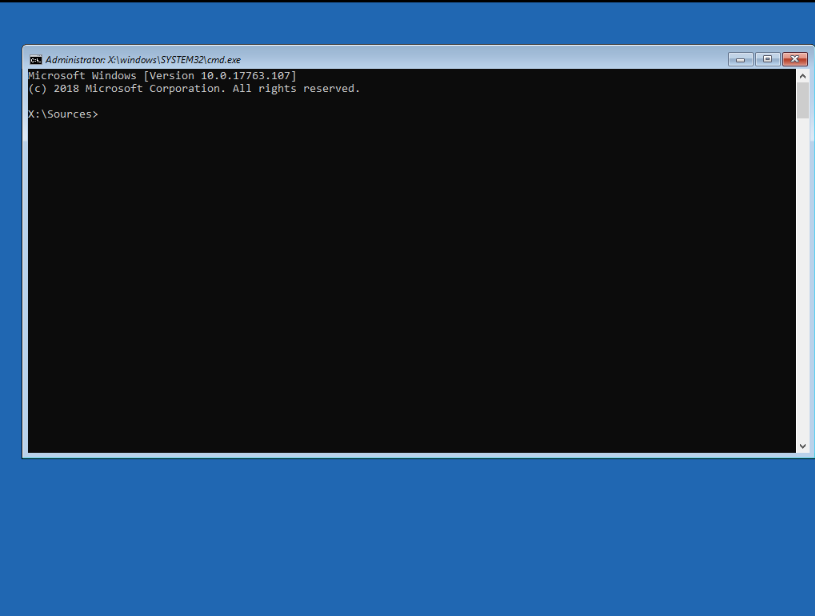 Administrator: X:\windows\SYSTEM32\cmd.exe
Microsoft Windows [Version 10.0.17763.107]
(c) 2018 Microsoft Corporation. All rights reserved.
X:\Sources>